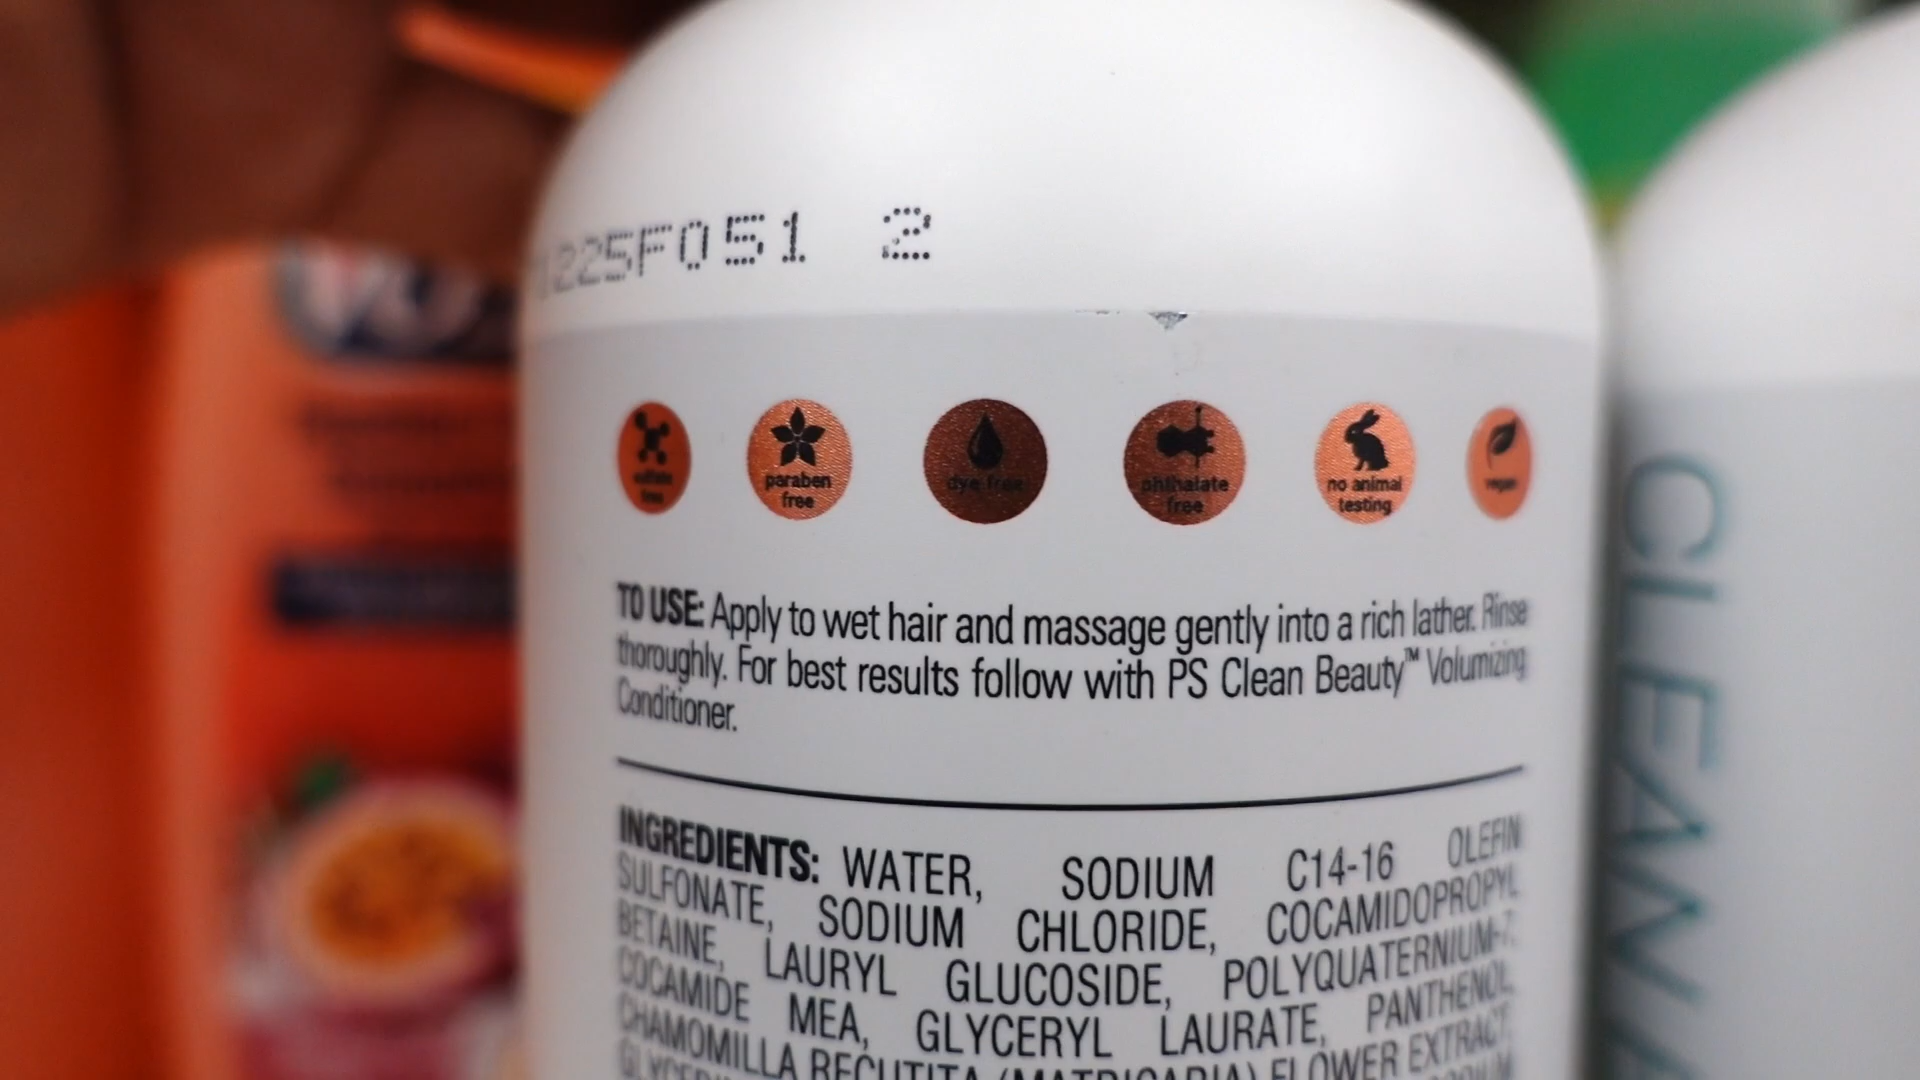 1225F051 2
sulfate free
paraben free
dye free
phthalate free
no animal testing
vegan
TO USE: Apply to wet hair and massage gently into a rich lather. Rinse
thoroughly. For best results follow with PS Clean Beauty™ Volumizing
Conditioner.
INGREDIENTS: WATER, SODIUM C14-16 OLEFIN
SULFONATE, SODIUM CHLORIDE, COCAMIDOPROPYL
BETAINE, LAURYL GLUCOSIDE, POLYQUATERNIUM-7,
COCAMIDE MEA, GLYCERYL LAURATE, PANTHENOL,
CHAMOMILLA RECUTITA (MATRICARIA) FLOWER EXTRACT,
CLEAN